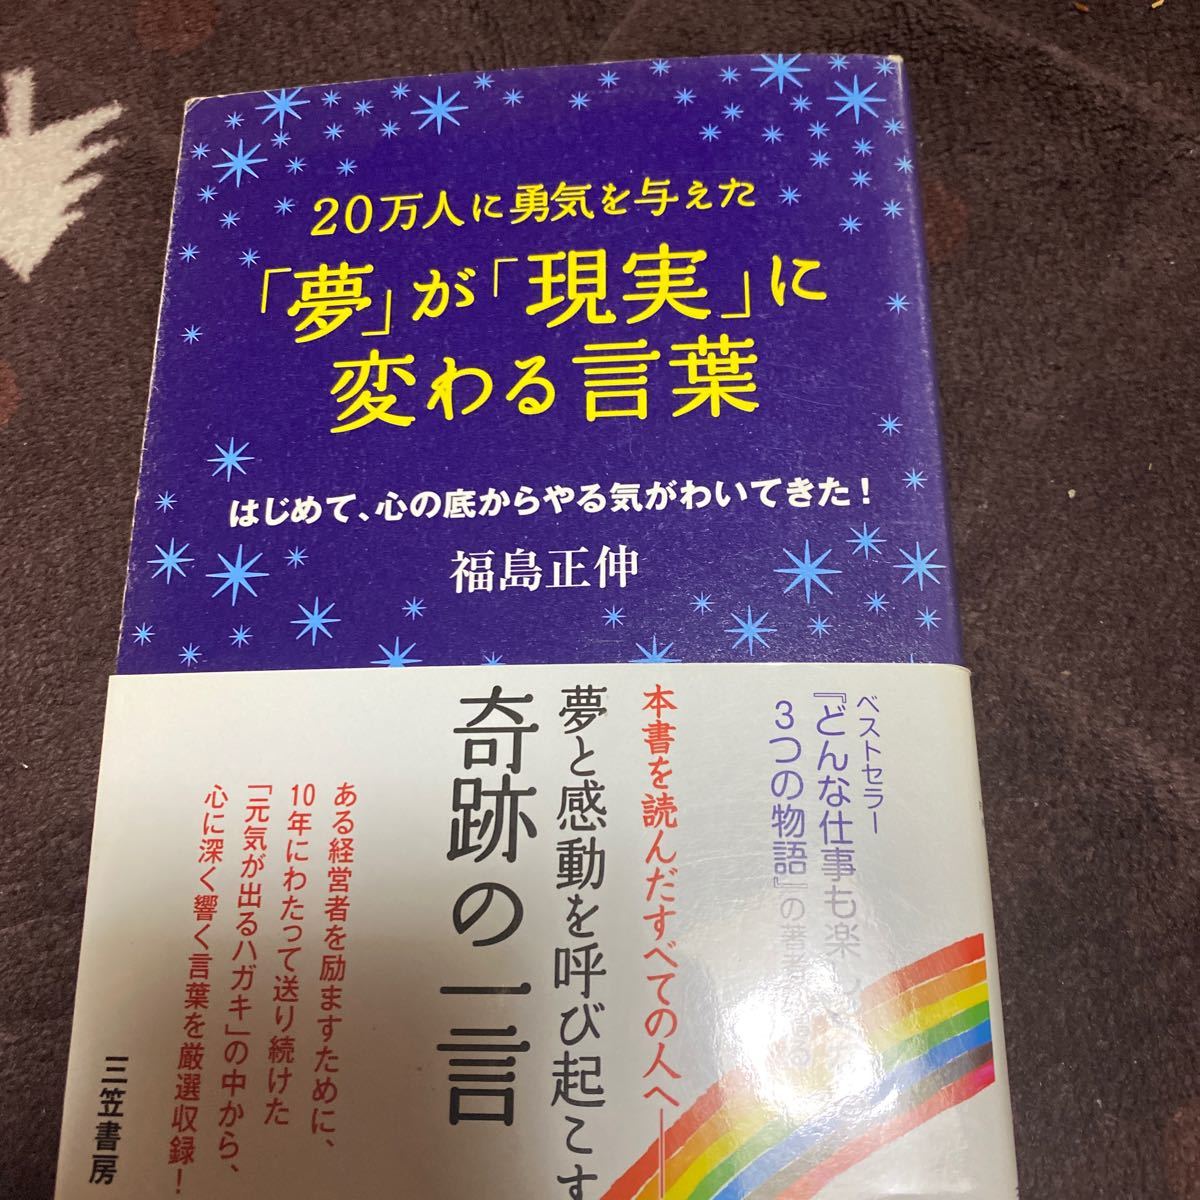 20万人に勇気を与えた
「夢」が「現実」に
変わる言葉
はじめて、心の底からやる気がわいてきた!
福島正伸
ベストセラー
『どんな仕事も楽
3つの物語』の著者
本書を読んだすべての人へ――
夢と感動を呼び起こす
奇跡の一言
ある経営者を励ますために、
10年にわたって送り続けた
「元気が出るハガキ」の中から、
心に深く響く言葉を厳選収録!
三笠書房